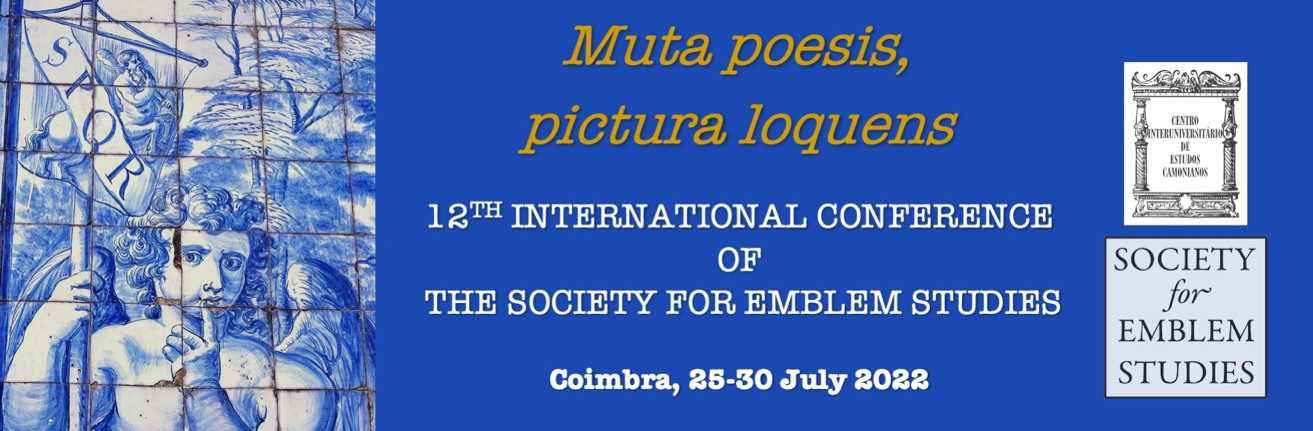 SAPOR
Muta poesis,
pictura loquens
12TH INTERNATIONAL CONFERENCE
OF
THE SOCIETY FOR EMBLEM STUDIES
Coimbra, 25-30 July 2022
CENTRO
INTERUNIVERSITÁRIO
DE
ESTUDOS
CAMONIANOS
SOCIETY
for
EMBLEM
STUDIES